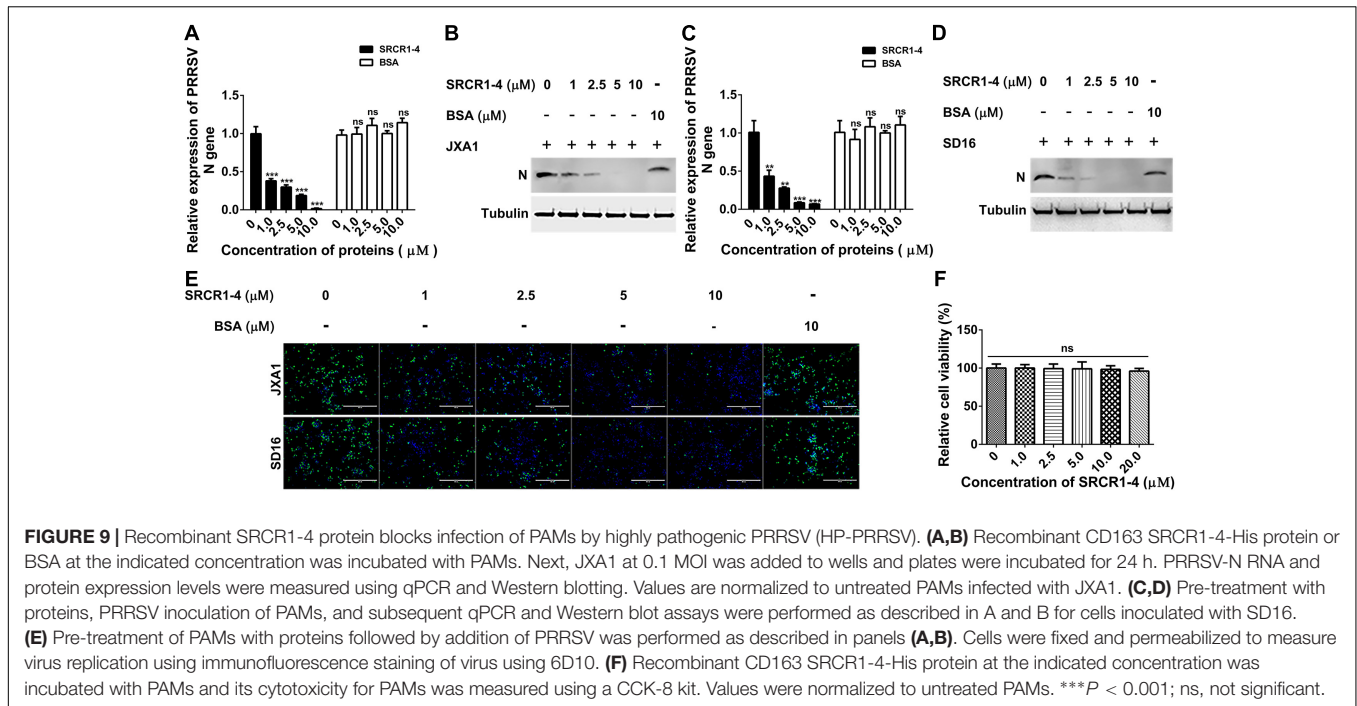 A
SRCR1-4
BSA
Relative expression of PRRSV
N gene
1.5
1.0
0.5
0.0
*** *** *** ***
ns ns ns ns
0 1.0 2.5 5.0 10.0 0 1.0 2.5 5.0 10.0
Concentration of proteins ( μM )
B
SRCR1-4 (μM) 0 1 2.5 5 10 -
BSA (μM) - - - - - 10
JXA1 + + + + + +
N
Tubulin
C
SRCR1-4
BSA
Relative expression of PRRSV
N gene
1.5
1.0
0.5
0.0
** ** *** ***
ns ns ns ns
0 1.0 2.5 5.0 10.0 0 1.0 2.5 5.0 10.0
Concentration of proteins ( μM )
D
SRCR1-4 (μM) 0 1 2.5 5 10 -
BSA (μM) - - - - - 10
SD16 + + + + + +
N
Tubulin
E
SRCR1-4 (μM) 0 1 2.5 5 10 -
BSA (μM) - - - - - 10
JXA1
SD16
F
Relative cell viability (%)
150
100
50
0
ns
0 1.0 2.5 5.0 10.0 20.0
Concentration of SRCR1-4 (μM)
FIGURE 9 | Recombinant SRCR1-4 protein blocks infection of PAMs by highly pathogenic PRRSV (HP-PRRSV). (A,B) Recombinant CD163 SRCR1-4-His protein or
BSA at the indicated concentration was incubated with PAMs. Next, JXA1 at 0.1 MOI was added to wells and plates were incubated for 24 h. PRRSV-N RNA and
protein expression levels were measured using qPCR and Western blotting. Values are normalized to untreated PAMs infected with JXA1. (C,D) Pre-treatment with
proteins, PRRSV inoculation of PAMs, and subsequent qPCR and Western blot assays were performed as described in A and B for cells inoculated with SD16.
(E) Pre-treatment of PAMs with proteins followed by addition of PRRSV was performed as described in panels (A,B). Cells were fixed and permeabilized to measure
virus replication using immunofluorescence staining of virus using 6D10. (F) Recombinant CD163 SRCR1-4-His protein at the indicated concentration was
incubated with PAMs and its cytotoxicity for PAMs was measured using a CCK-8 kit. Values were normalized to untreated PAMs. ***P < 0.001; ns, not significant.